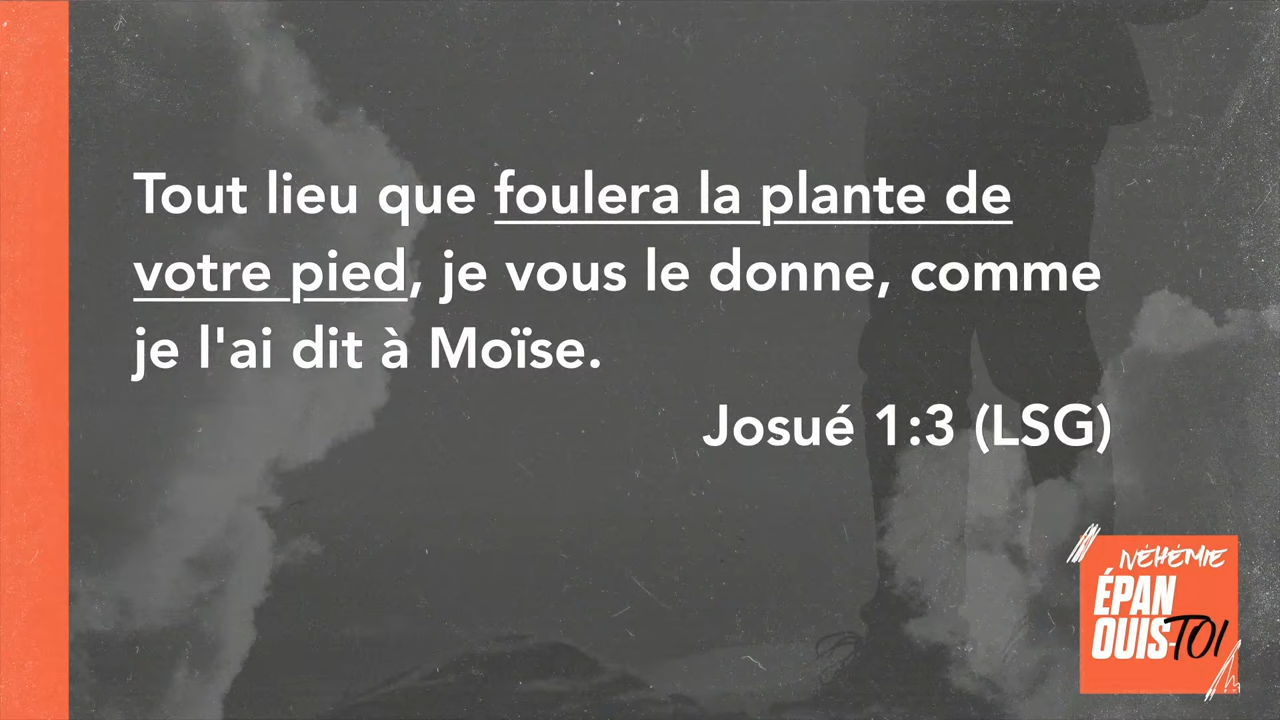 Tout lieu que foulera la plante de
votre pied, je vous le donne, comme
je l'ai dit à Moïse.
Josué 1:3 (LSG)
NÉHÉMIE
ÉPAN
OUIS-TOI